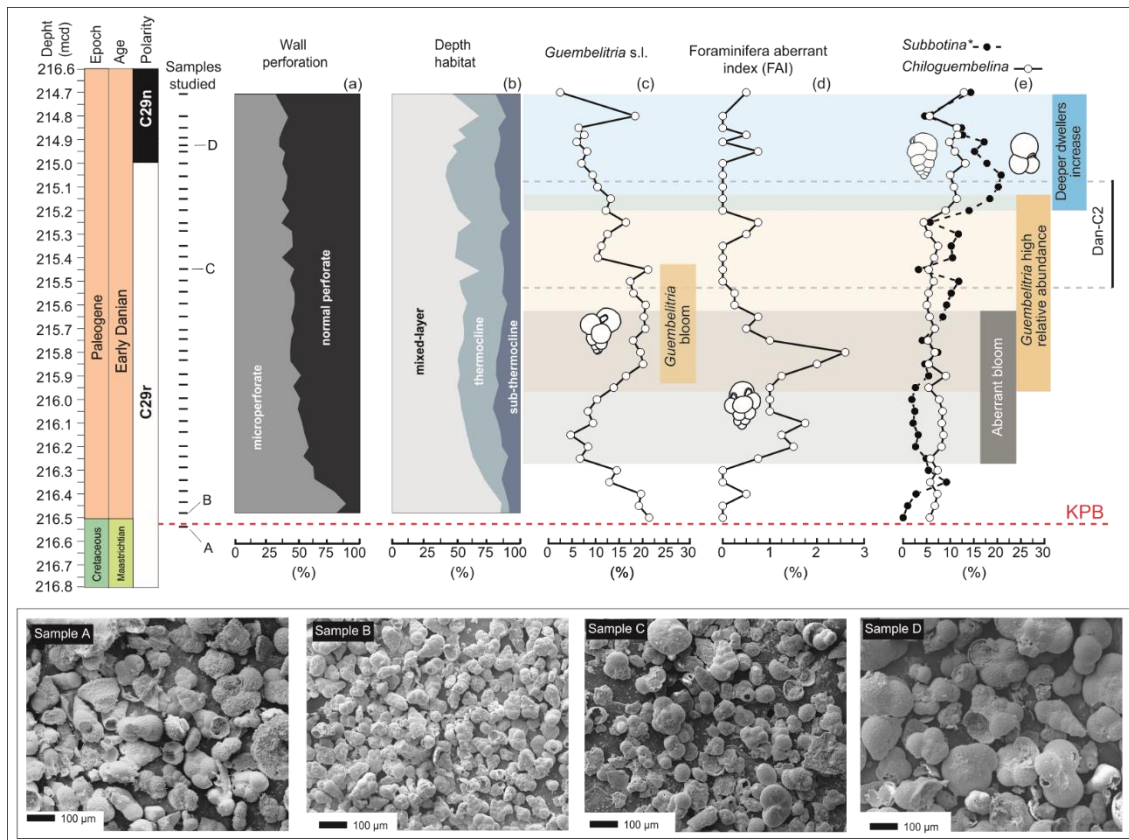 Depht
(mcd)
Epoch
Age
Polarity
Samples
studied
Wall
perforation
(a)
Depth
habitat
(b)
Guembelitria s.l.
(c)
Foraminifera aberrant
index (FAI)
(d)
Subbotina*
Chiloguembelina
(e)
216.6
214.7
214.8
214.9
215.0
215.1
215.2
215.3
215.4
215.5
215.6
215.7
215.8
215.9
216.0
216.1
216.2
216.3
216.4
216.5
216.6
216.7
216.8
Paleogene
Cretaceous
Early Danian
Maastrichtian
C29n
C29r
D
C
B
A
microperforate
normal perforate
mixed-layer
thermocline
sub-thermocline
Guembelitria
bloom
Deeper dwellers
increase
Guembelitria high
relative abundance
Aberrant bloom
Dan-C2
KPB
0 25 50 75 100
(%)
0 25 50 75 100
(%)
0 5 10 15 20 25 30
(%)
0 1 2 3
(%)
0 5 10 15 20 25 30
(%)
Sample A
100 µm
Sample B
100 µm
Sample C
100 µm
Sample D
100 µm